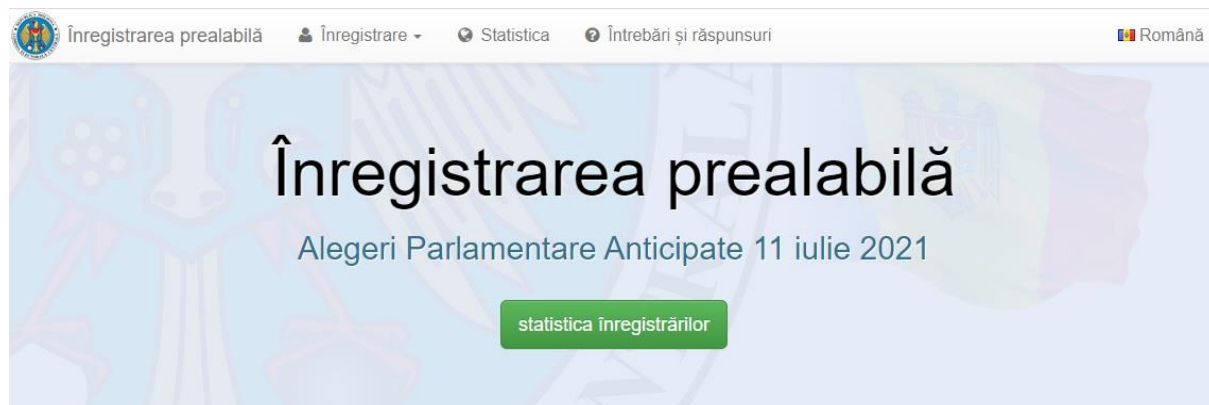 Înregistrarea prealabilă Înregistrare Statistica Întrebări și răspunsuri Română
Înregistrarea prealabilă
Alegeri Parlamentare Anticipate 11 iulie 2021
statistica înregistrărilor